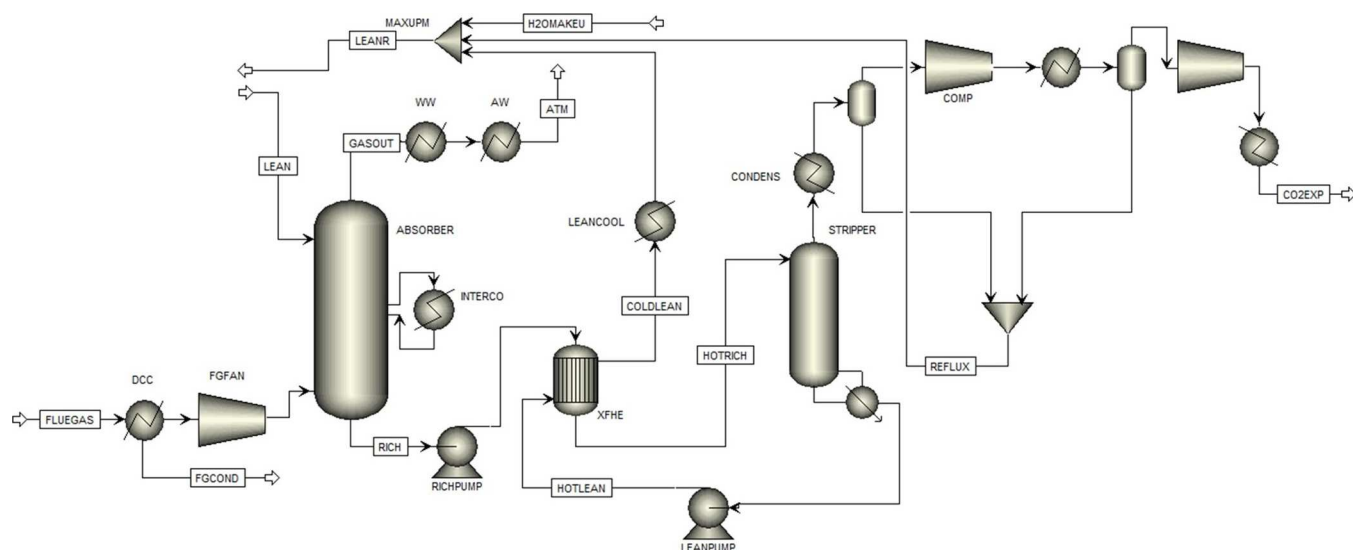 MAXUPM
H2OMAKEU
LEANR
COMP
WW
AW
ATM
GASOUT
LEAN
CONDENS
CO2EXP
LEANCOOL
ABSORBER
STRIPPER
INTERCO
COLDLEAN
HOTRICH
REFLUX
DCC
FGFAN
FLUEGAS
XFHE
RICH
FGCOND
RICHPUMP
HOTLEAN
LEANPUMP